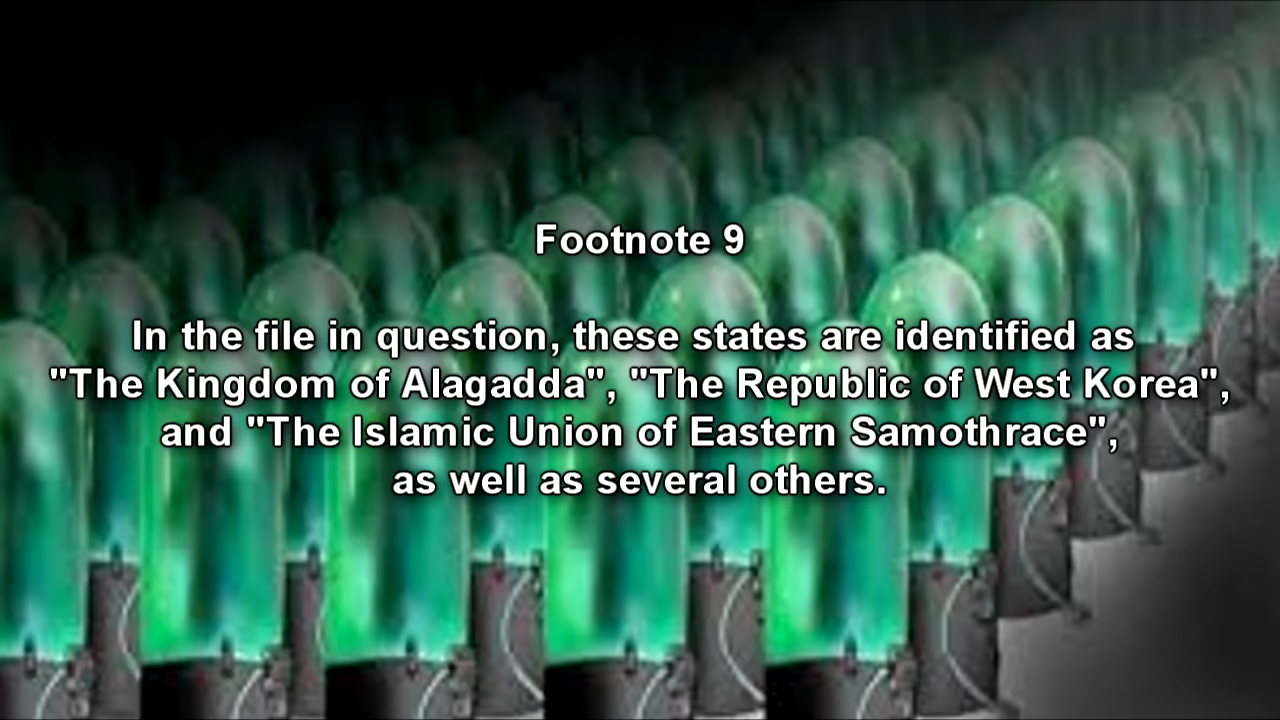 Footnote 9
In the file in question, these states are identified as
"The Kingdom of Alagadda", "The Republic of West Korea",
and "The Islamic Union of Eastern Samothrace",
as well as several others.